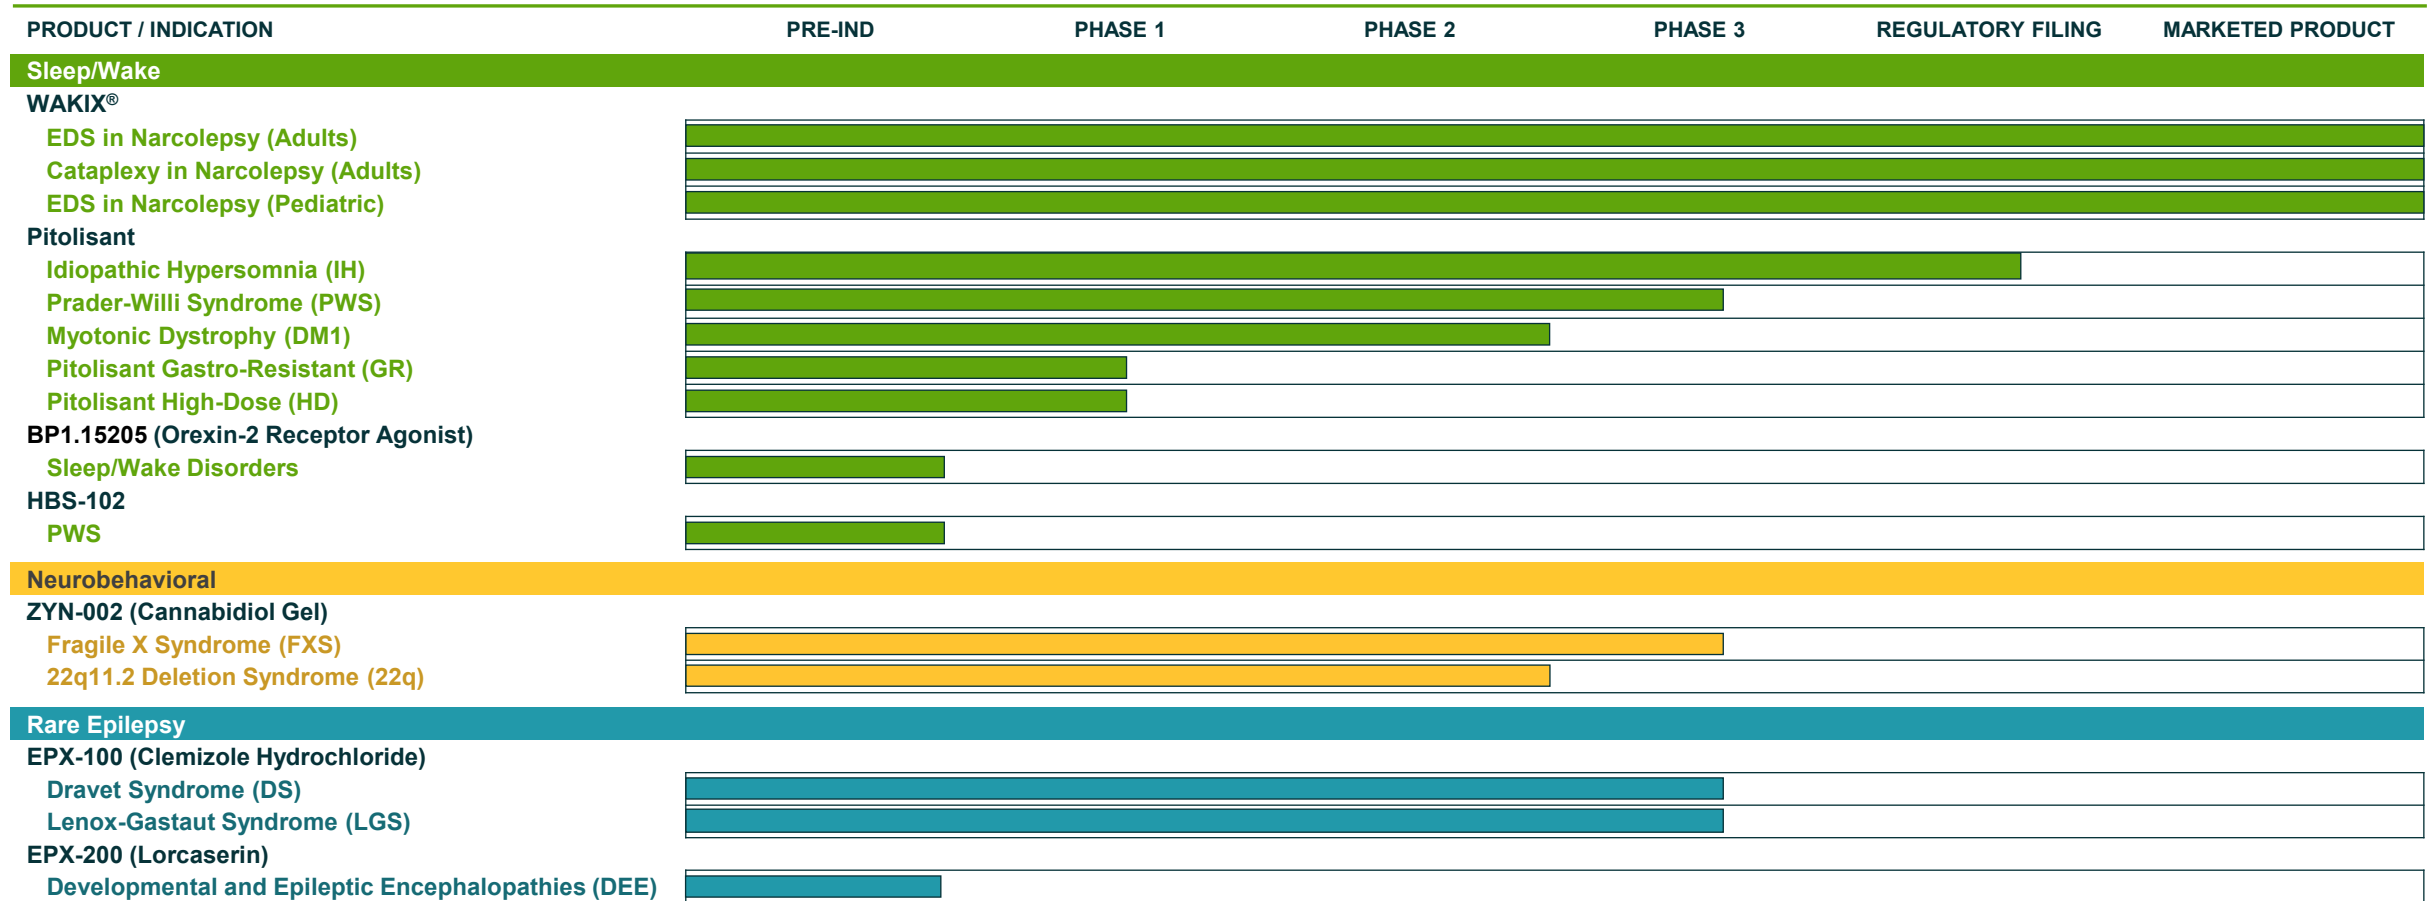 PRODUCT / INDICATION PRE-IND PHASE 1 PHASE 2 PHASE 3 REGULATORY FILING MARKETED PRODUCT
Sleep/Wake
WAKIX®
EDS in Narcolepsy (Adults)
Cataplexy in Narcolepsy (Adults)
EDS in Narcolepsy (Pediatric)
Pitolisant
Idiopathic Hypersomnia (IH)
Prader-Willi Syndrome (PWS)
Myotonic Dystrophy (DM1)
Pitolisant Gastro-Resistant (GR)
Pitolisant High-Dose (HD)
BP1.15205 (Orexin-2 Receptor Agonist)
Sleep/Wake Disorders
HBS-102
PWS
Neurobehavioral
ZYN-002 (Cannabidiol Gel)
Fragile X Syndrome (FXS)
22q11.2 Deletion Syndrome (22q)
Rare Epilepsy
EPX-100 (Clemizole Hydrochloride)
Dravet Syndrome (DS)
Lenox-Gastaut Syndrome (LGS)
EPX-200 (Lorcaserin)
Developmental and Epileptic Encephalopathies (DEE)